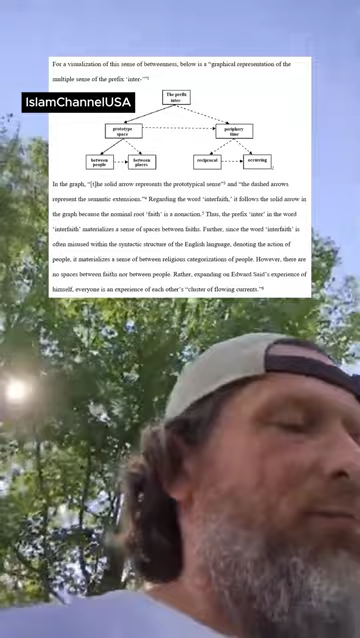 For a visualization of this sense of betweenness, below is a “graphical representation of the
multiple sense of the prefix ‘inter-’”¹
IslamChannelUSA
The prefix
inter-
prototype
space
periphery
time
between
people
between
places
reciprocal
occurring
In the graph, “[t]he solid arrow represents the prototypical sense”³ and “the dashed arrows
represent the semantic extensions.”⁴ Regarding the word ‘interfaith,’ it follows the solid arrow in
the graph because the nominal root ‘faith’ is a nonaction.⁵ Thus, the prefix ‘inter’ in the word
‘interfaith’ materializes a sense of spaces between faiths. Further, since the word ‘interfaith’ is
often misused within the syntactic structure of the English language, denoting the action of
people, it materializes a sense of between religious categorizations of people. However, there are
no spaces between faiths nor between people. Rather, expanding on Edward Said’s experience of
himself, everyone is an experience of each other’s “cluster of flowing currents.”⁶